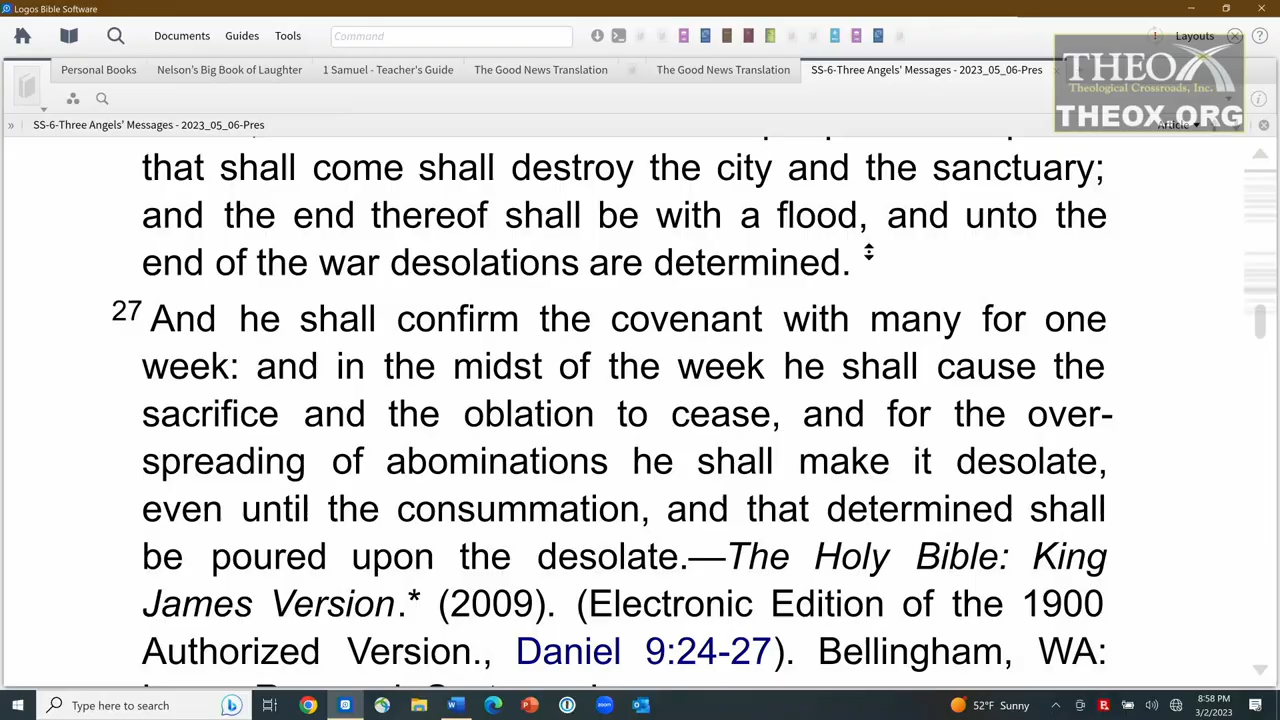 Logos Bible Software
Documents Guides Tools Command Layouts
Personal Books Nelson's Big Book of Laughter 1 Samuel - Teacher's Guide The Good News Translation The Good News Translation SS-6-Three Angels' Messages - 2023_05_06-Pres
THEOX
Theological Crossroads, Inc.
THEOX.ORG
SS-6-Three Angels' Messages - 2023_05_06-Pres Article
that shall come shall destroy the city and the sanctuary;
and the end thereof shall be with a flood, and unto the
end of the war desolations are determined.
27 And he shall confirm the covenant with many for one
week: and in the midst of the week he shall cause the
sacrifice and the oblation to cease, and for the over-
spreading of abominations he shall make it desolate,
even until the consummation, and that determined shall
be poured upon the desolate.—The Holy Bible: King
James Version.* (2009). (Electronic Edition of the 1900
Authorized Version., Daniel 9:24-27). Bellingham, WA:
Type here to search
52°F Sunny
8:58 PM
3/2/2023